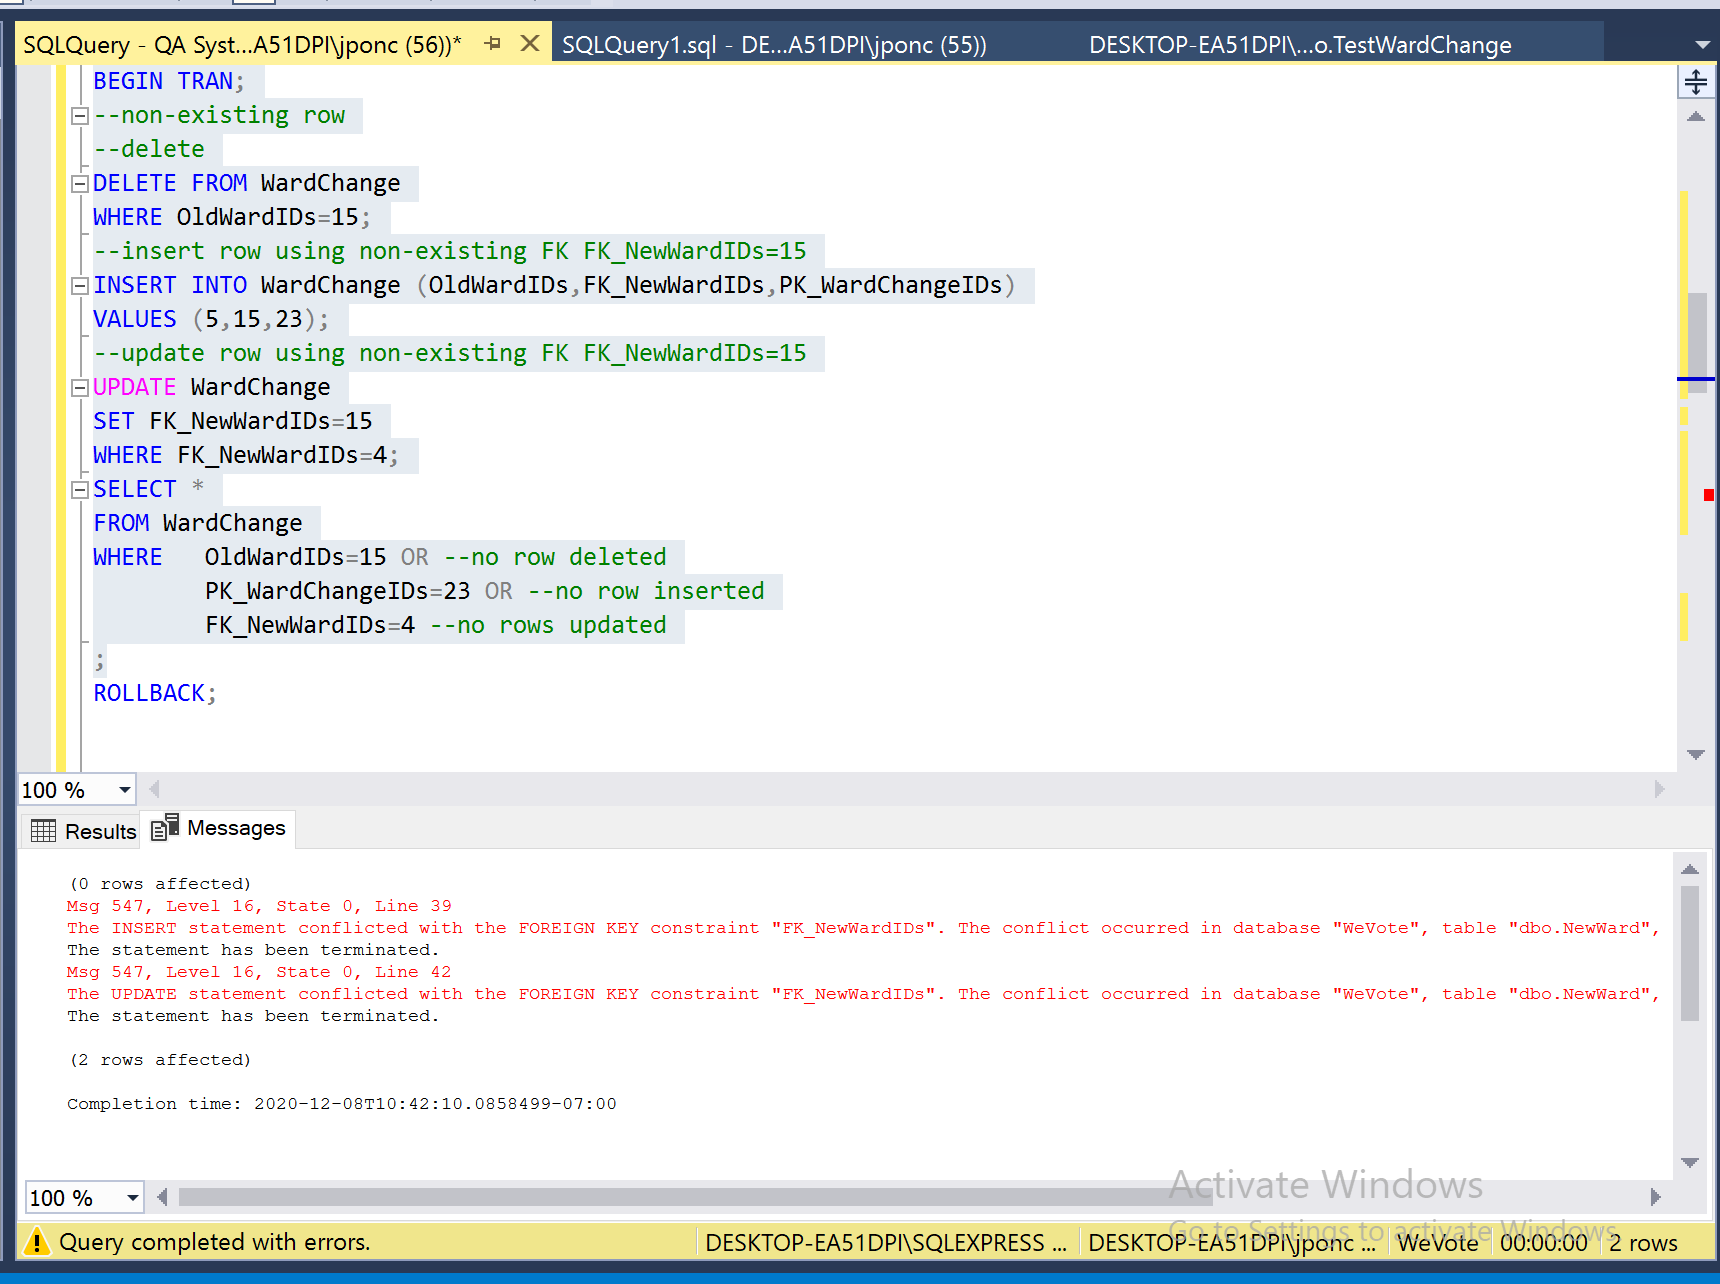 SQLQuery - QA Syst...A51DPI\jponc (56))*
SQLQuery1.sql - DE...A51DPI\jponc (55))
DESKTOP-EA51DPI\...o.TestWardChange
BEGIN TRAN;
--non-existing row
--delete
DELETE FROM WardChange
WHERE OldWardIDs=15;
--insert row using non-existing FK FK_NewWardIDs=15
INSERT INTO WardChange (OldWardIDs,FK_NewWardIDs,PK_WardChangeIDs)
VALUES (5,15,23);
--update row using non-existing FK FK_NewWardIDs=15
UPDATE WardChange
SET FK_NewWardIDs=15
WHERE FK_NewWardIDs=4;
SELECT *
FROM WardChange
WHERE   OldWardIDs=15 OR --no row deleted
        PK_WardChangeIDs=23 OR --no row inserted
        FK_NewWardIDs=4 --no rows updated
;
ROLLBACK;
100 %
Results
Messages
(0 rows affected)
Msg 547, Level 16, State 0, Line 39
The INSERT statement conflicted with the FOREIGN KEY constraint "FK_NewWardIDs". The conflict occurred in database "WeVote", table "dbo.NewWard",
The statement has been terminated.
Msg 547, Level 16, State 0, Line 42
The UPDATE statement conflicted with the FOREIGN KEY constraint "FK_NewWardIDs". The conflict occurred in database "WeVote", table "dbo.NewWard",
The statement has been terminated.
(2 rows affected)
Completion time: 2020-12-08T10:42:10.0858499-07:00
Activate Windows
Go to Settings to activate Windows.
100 %
Query completed with errors.
DESKTOP-EA51DPI\SQLEXPRESS ...
DESKTOP-EA51DPI\jponc ...
WeVote
00:00:00
2 rows